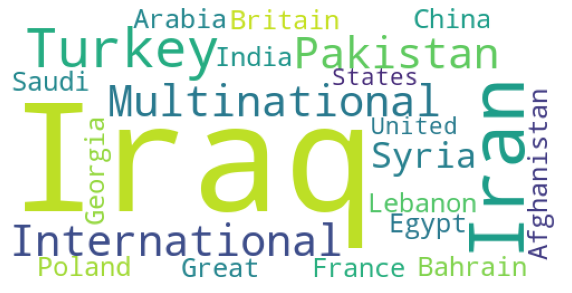 Arabia
Britain
China
Turkey
India
Pakistan
Saudi
States
Multinational
Iraq
Iran
Afghanistan
Georgia
United
Syria
Lebanon
Egypt
International
Poland
Great
France
Bahrain